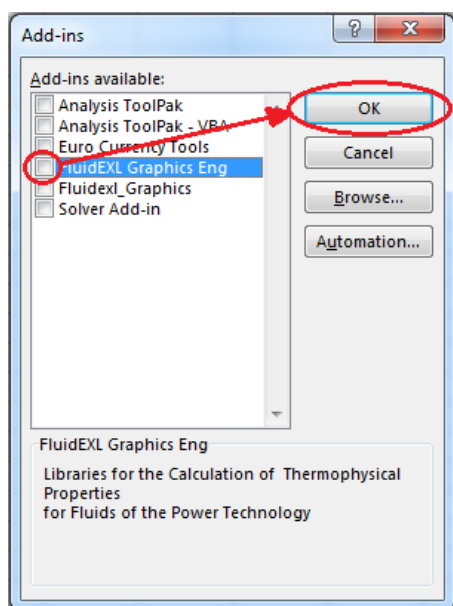 Add-ins
?
X
Add-ins available:
Analysis ToolPak
Analysis ToolPak - VBA
Euro Currency Tools
FluidEXL Graphics Eng
Fluidexl_Graphics
Solver Add-in
OK
Cancel
Browse...
Automation...
FluidEXL Graphics Eng
Libraries for the Calculation of Thermophysical
Properties
for Fluids of the Power Technology